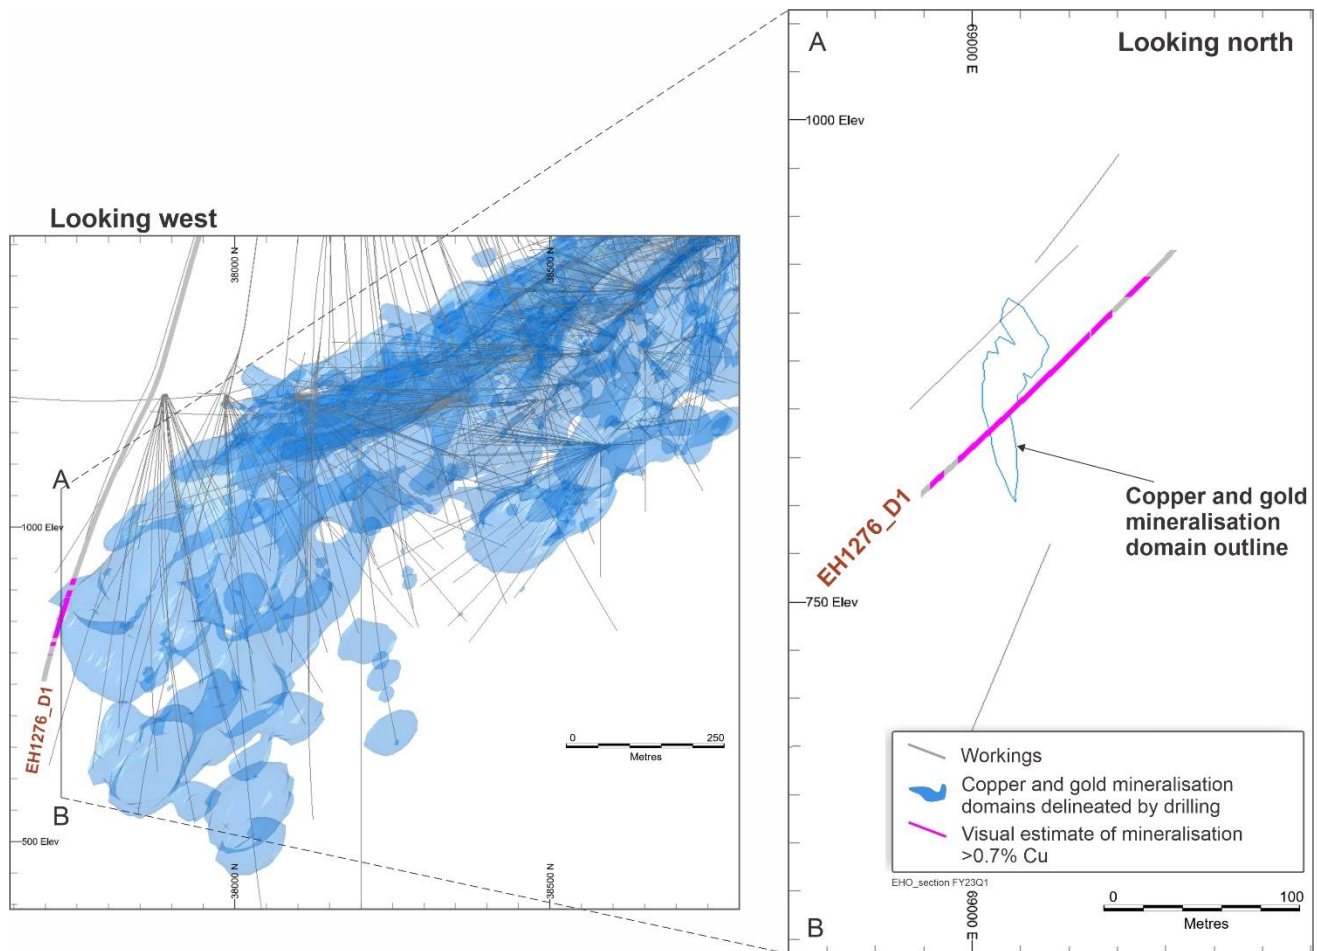 Looking west
38000 N
38500 N
A
1000 Elev
EH1276_D1
0 250
Metres
B
500 Elev
38000 N
38500 N
A
69000 E
Looking north
1000 Elev
EH1276_D1
Copper and gold
mineralisation
domain outline
750 Elev
Workings
Copper and gold mineralisation
domains delineated by drilling
Visual estimate of mineralisation
>0.7% Cu
EHO_section FY23Q1
69000 E
0 100
Metres
B